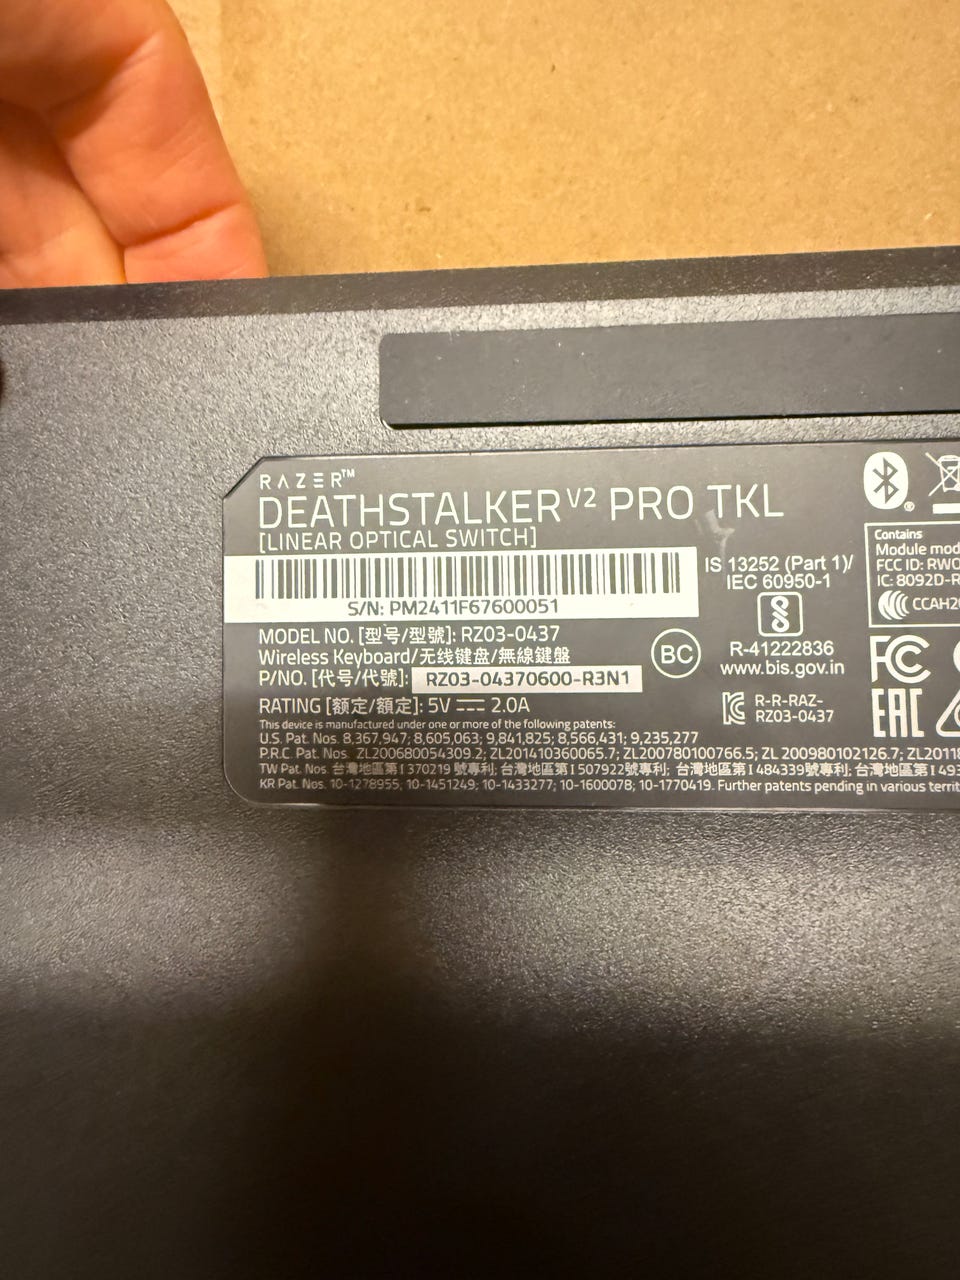 RAZER™
DEATHSTALKER V2 PRO TKL
[LINEAR OPTICAL SWITCH]
S/N: PM2411F67600051
MODEL NO. [型号/型號]: RZ03-0437
Wireless Keyboard/无线键盘/無線鍵盤
P/NO. [代号/代號]: RZ03-04370600-R3N1
RATING [额定/額定]: 5V 2.0A
This device is manufactured under one or more of the following patents:
U.S. Pat. Nos. 8,367,947; 8,605,063; 9,841,825; 8,566,431; 9,235,277
P.R.C. Pat. Nos. ZL200680054309.2; ZL201410360065.7; ZL200780100766.5; ZL200980102126.7; ZL20118
TW Pat. Nos. 台灣地區第I 370219 號專利; 台灣地區第I 507922號專利; 台灣地區第I 484339號專利; 台灣地區第I 493
KR Pat. Nos. 10-1278955, 10-1451249; 10-1433277; 10-1600078; 10-1770419. Further patents pending in various territ
BC
IS 13252 (Part 1)/
IEC 60950-1
R-41222836
www.bis.gov.in
R-R-RAZ-
RZ03-0437
Contains
Module mod
FCC ID: RWO
IC: 8092D-R
CCAH20
FC
EAC